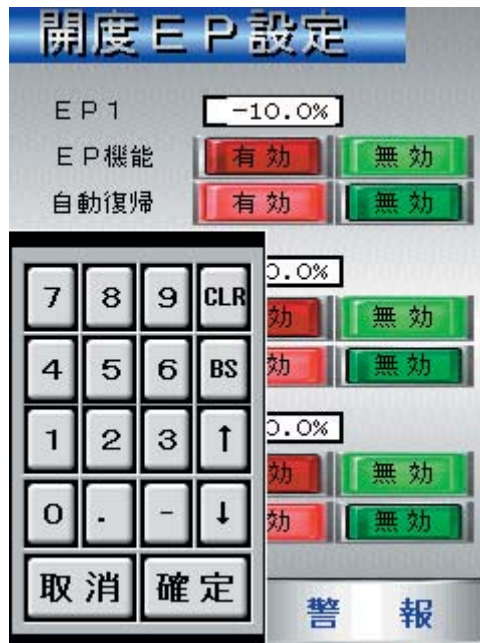 開度ＥＰ設定
ＥＰ１ -10.0%
ＥＰ機能 有効 無効
自動復帰 有効 無効
0.0%
効 無効
効 無効
0.0%
効 無効
効 無効
7 8 9 CLR
4 5 6 BS
1 2 3 ↑
0 . - ↓
取消 確定
警報